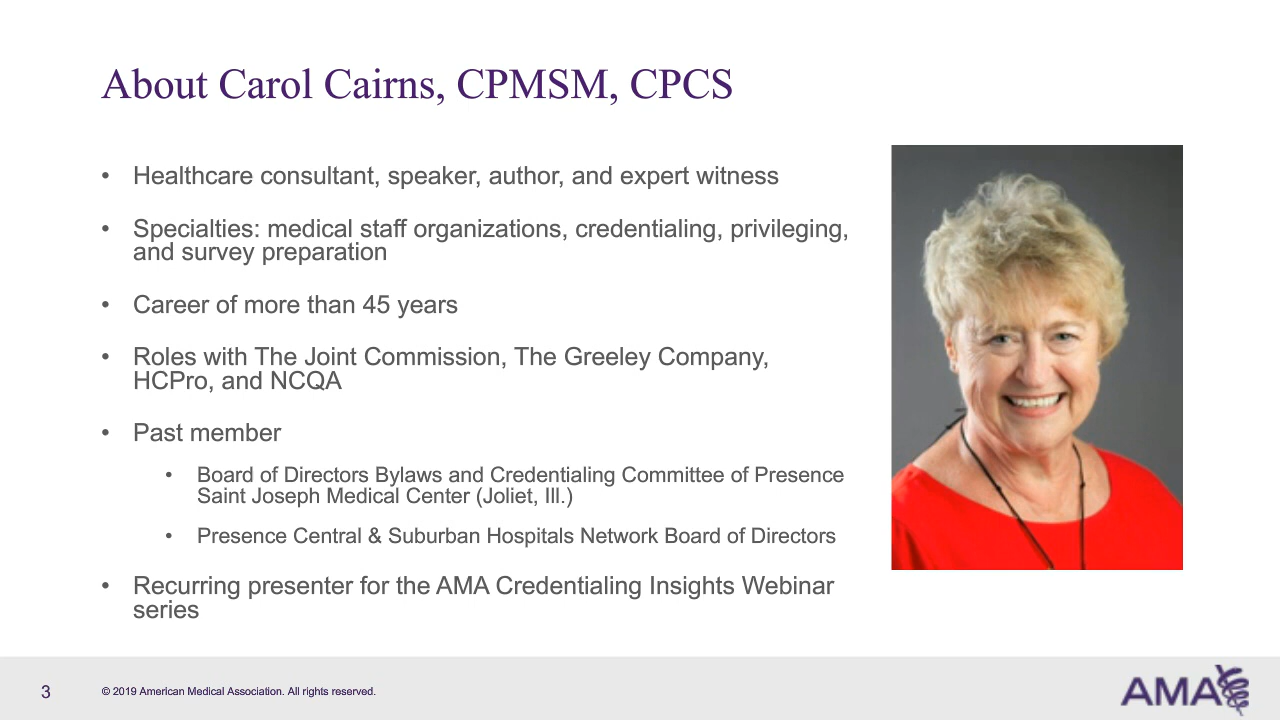 About Carol Cairns, CPMSM, CPCS
• Healthcare consultant, speaker, author, and expert witness
• Specialties: medical staff organizations, credentialing, privileging,
and survey preparation
• Career of more than 45 years
• Roles with The Joint Commission, The Greeley Company,
HCPro, and NCQA
• Past member
• Board of Directors Bylaws and Credentialing Committee of Presence
Saint Joseph Medical Center (Joliet, Ill.)
• Presence Central & Suburban Hospitals Network Board of Directors
• Recurring presenter for the AMA Credentialing Insights Webinar
series
3
© 2019 American Medical Association. All rights reserved.
AMA